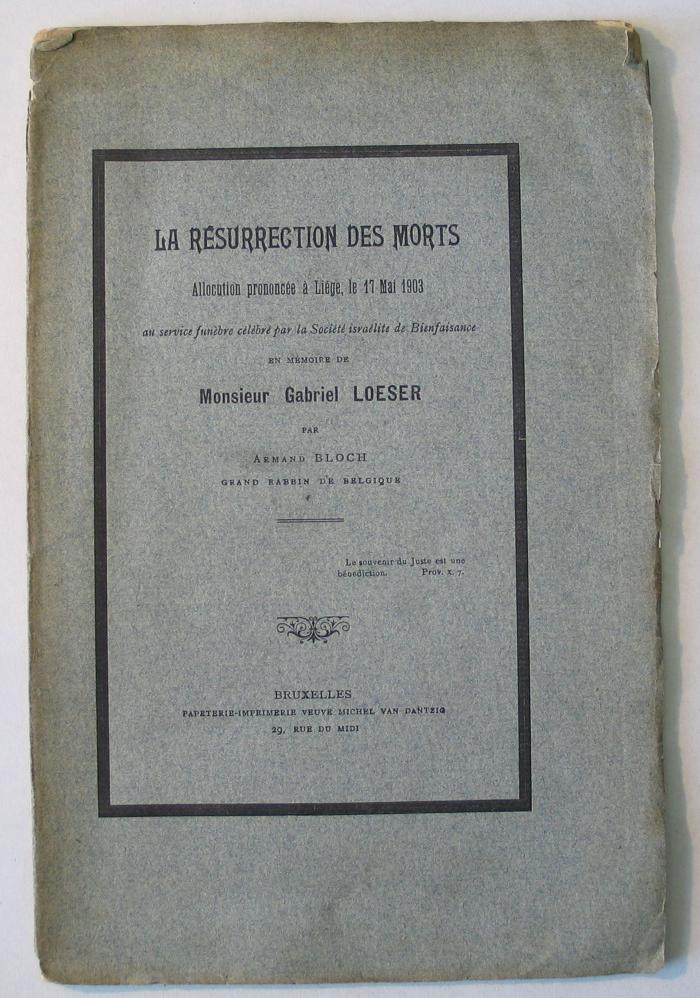 LA RÉSURRECTION DES MORTS
Allocution prononcée à Liége, le 17 Mai 1903
au service funèbre célébré par la Société israélite de Bienfaisance
EN MÉMOIRE DE
Monsieur Gabriel LOESER
PAR
ARMAND BLOCH
GRAND RABBIN DE BELGIQUE
Le souvenir du Juste est une
bénediction. Prov. x. 7.
BRUXELLES
PAPETERIE-IMPRIMERIE VEUVE MICHEL VAN DANTZIG
29, RUE DU MIDI